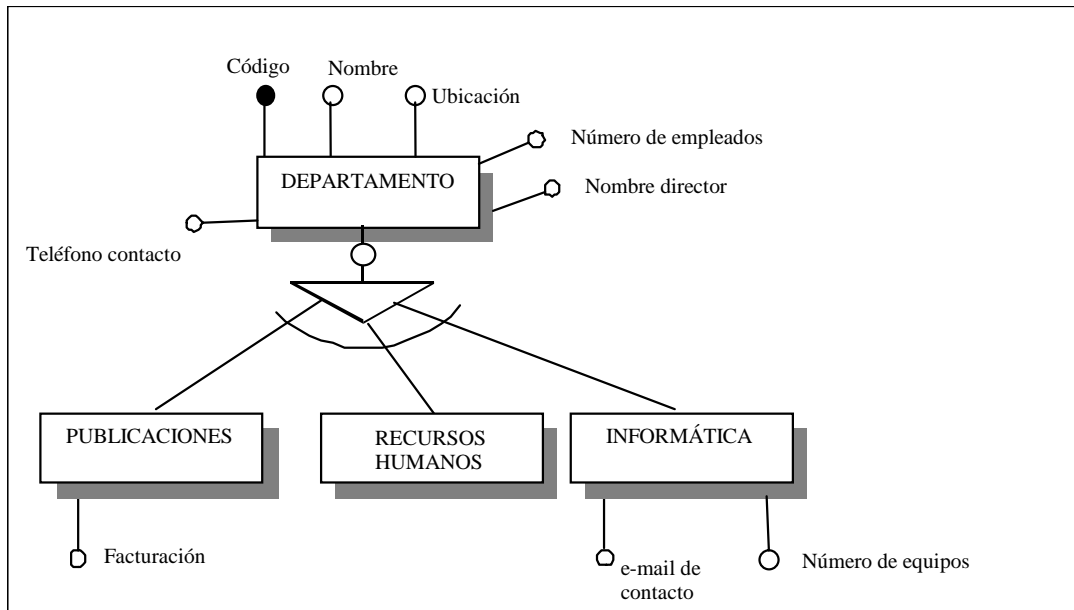 Código
Nombre
Ubicación
Número de empleados
DEPARTAMENTO
Nombre director
Teléfono contacto
PUBLICACIONES
RECURSOS
HUMANOS
INFORMÁTICA
Facturación
e-mail de
contacto
Número de equipos